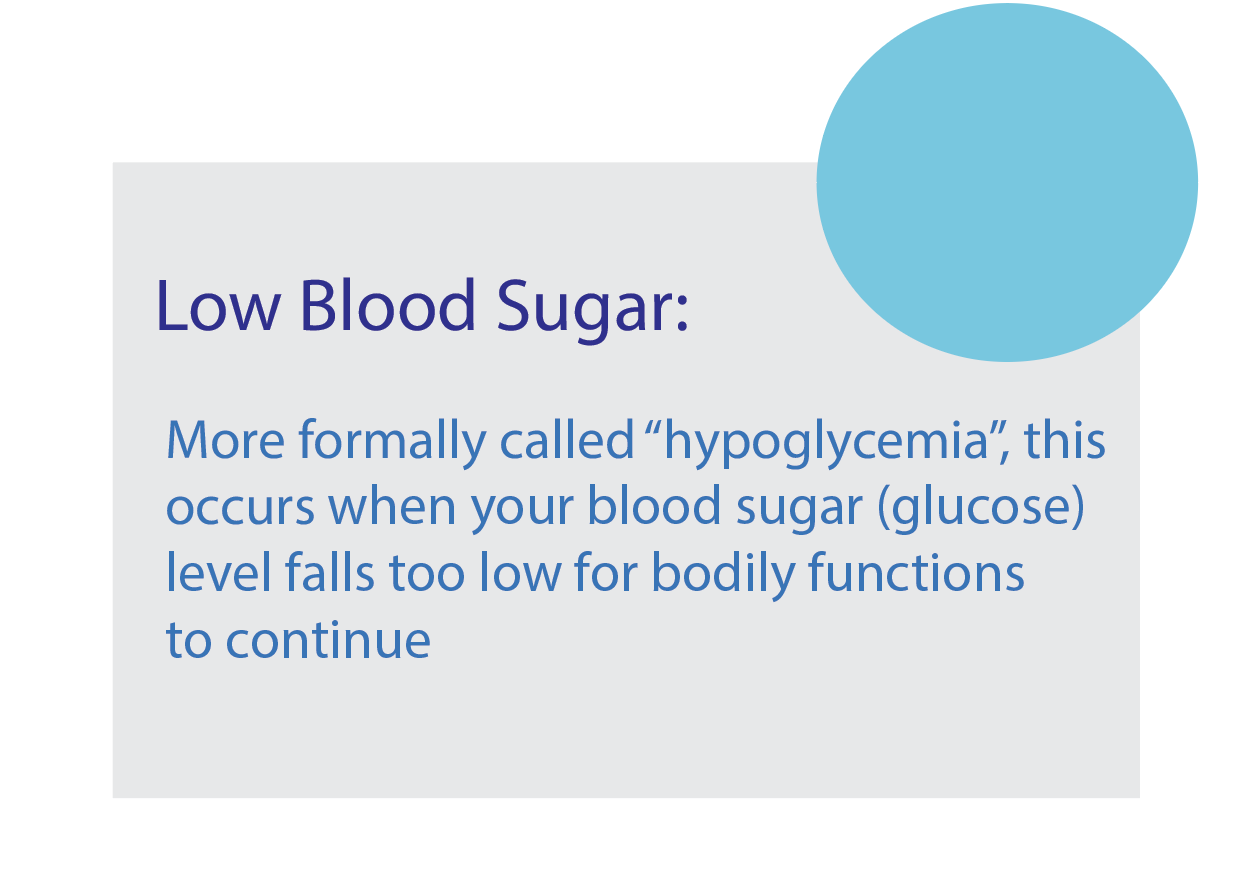 Low Blood Sugar:
More formally called “hypoglycemia”, this
occurs when your blood sugar (glucose)
level falls too low for bodily functions
to continue